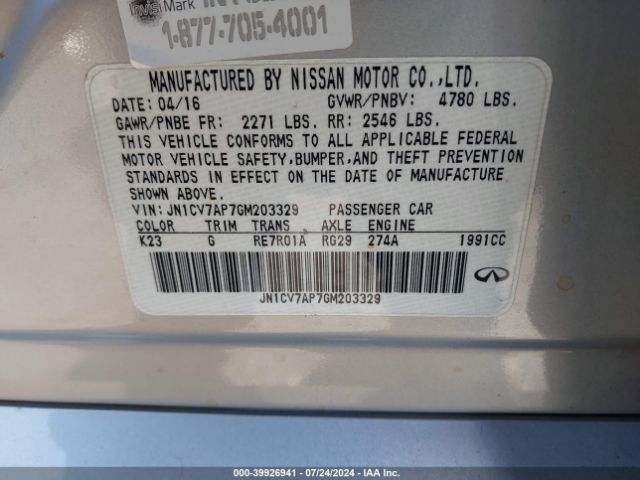 Invis Mark
1-877-705-4001
MANUFACTURED BY NISSAN MOTOR CO.,LTD.
DATE: 04/16 GVWR/PNBV: 4780 LBS.
GAWR/PNBE FR: 2271 LBS. RR: 2546 LBS.
THIS VEHICLE CONFORMS TO ALL APPLICABLE FEDERAL
MOTOR VEHICLE SAFETY,BUMPER,AND THEFT PREVENTION
STANDARDS IN EFFECT ON THE DATE OF MANUFACTURE
SHOWN ABOVE.
VIN: JN1CV7AP7GM203329 PASSENGER CAR
COLOR TRIM TRANS AXLE ENGINE
K23 G RE7R01A RG29 274A 1991CC
JN1CV7AP7GM203329
000-39926941 - 07/24/2024 - IAA Inc.